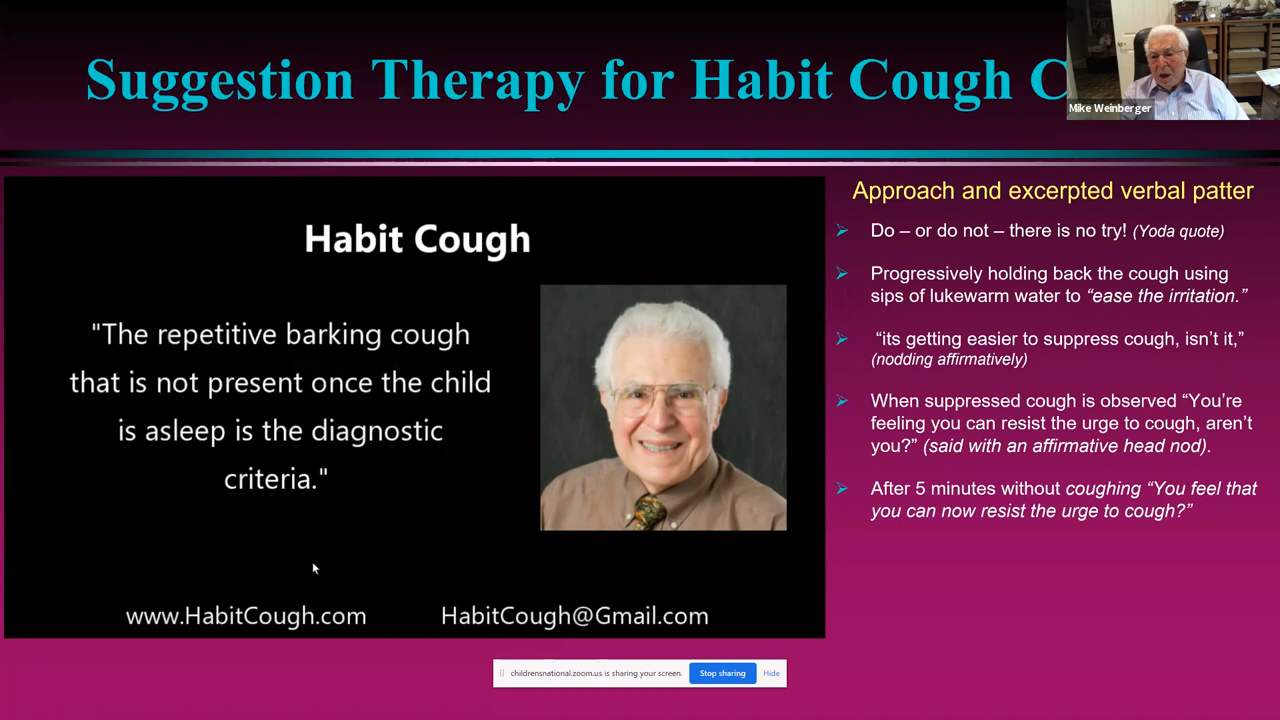 Suggestion Therapy for Habit Cough C
Mike Weinberger
Habit Cough
"The repetitive barking cough
that is not present once the child
is asleep is the diagnostic
criteria."
www.HabitCough.com
HabitCough@Gmail.com
Approach and excerpted verbal patter
Do – or do not – there is no try! (Yoda quote)
Progressively holding back the cough using
sips of lukewarm water to “ease the irritation.”
“its getting easier to suppress cough, isn’t it,”
(nodding affirmatively)
When suppressed cough is observed “You’re
feeling you can resist the urge to cough, aren’t
you?” (said with an affirmative head nod).
After 5 minutes without coughing “You feel that
you can now resist the urge to cough?”
childrensnational.zoom.us is sharing your screen.
Stop sharing
Hide